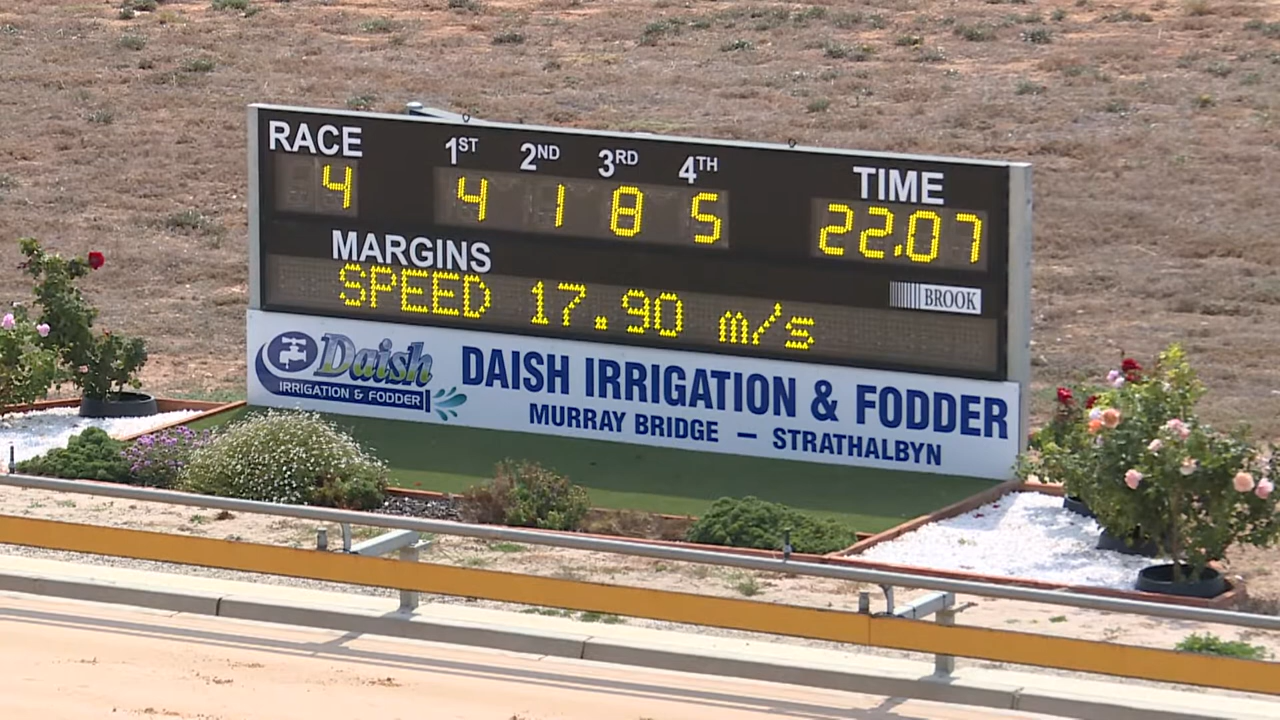 RACE 1ST 2ND 3RD 4TH TIME
4 4 1 8 5 22.07
MARGINS
SPEED 17.90 m/s
BROOK
Daish
IRRIGATION & FODDER
DAISH IRRIGATION & FODDER
MURRAY BRIDGE – STRATHALBYN